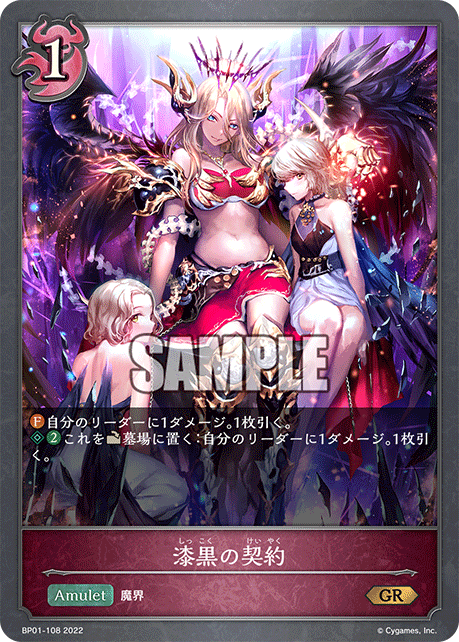 1
SAMPLE
F 自分のリーダーに1ダメージ。1枚引く。
2 これを墓場に置く:自分のリーダーに1ダメージ。1枚引
く。
しっこく けいやく
漆黒の契約
Amulet 魔界 GR
BP01-108 2022 © Cygames, Inc.